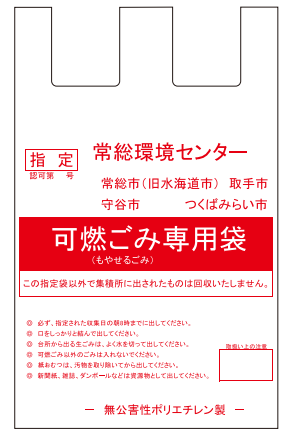 指 定
認可第 号
常総環境センター
常総市(旧水海道市) 取手市
守谷市 つくばみらい市
可燃ごみ専用袋
(もやせるごみ)
この指定袋以外で集積所に出されたものは回収いたしません。
◎ 必ず、指定された収集日の朝8時までに出してください。
◎ 口をしっかりと結んで出してください。
◎ 台所から出る生ごみは、よく水を切って出してください。
◎ 可燃ごみ以外のごみは入れないでください。
◎ 紙おむつは、汚物を取り除いてから出してください。
◎ 新聞紙、雑誌、ダンボールなどは資源物として出してください。
取扱い上の注意
― 無公害性ポリエチレン製 ―